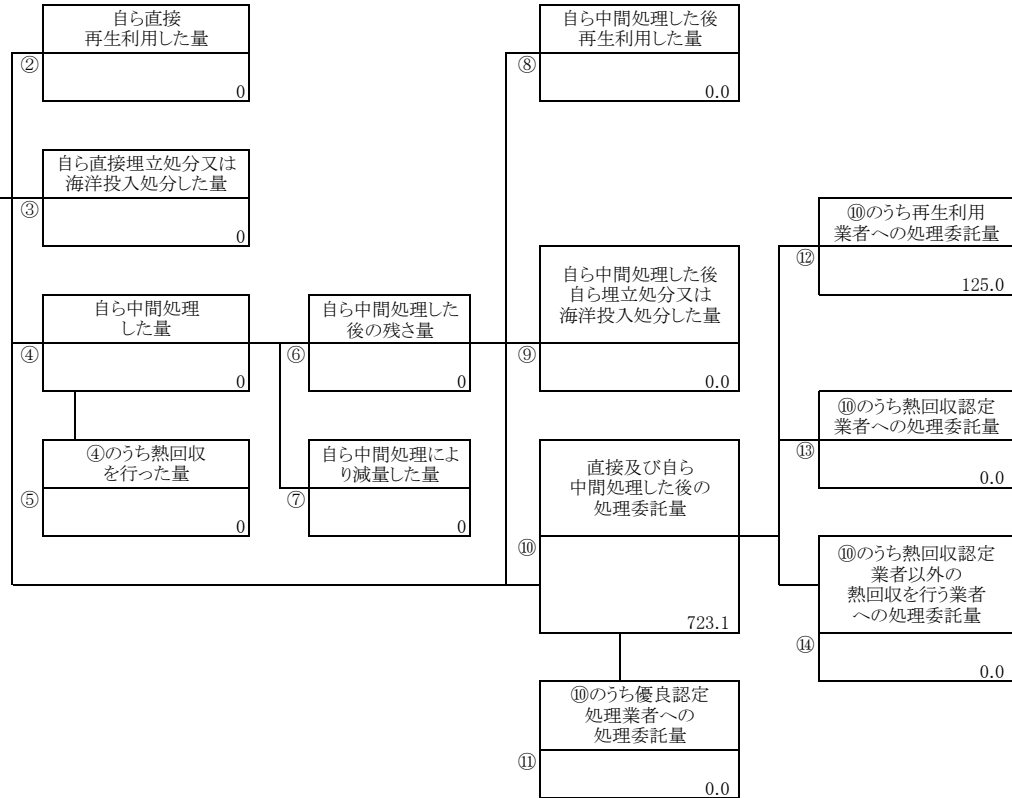 自ら直接
再生利用した量
②
0
自ら直接埋立処分又は
海洋投入処分した量
③
0
自ら中間処理
した量
④
0
④のうち熱回収
を行った量
⑤
0
自ら中間処理した
後の残さ量
⑥
0
自ら中間処理によ
り減量した量
⑦
0
自ら中間処理した後
再生利用した量
⑧
0.0
自ら中間処理した後
自ら埋立処分又は
海洋投入処分した量
⑨
0.0
直接及び自ら
中間処理した後の
処理委託量
⑩
723.1
⑩のうち優良認定
処理業者への
処理委託量
⑪
0.0
⑩のうち再生利用
業者への処理委託量
⑫
125.0
⑩のうち熱回収認定
業者への処理委託量
⑬
0.0
⑩のうち熱回収認定
業者以外の
熱回収を行う業者
への処理委託量
⑭
0.0